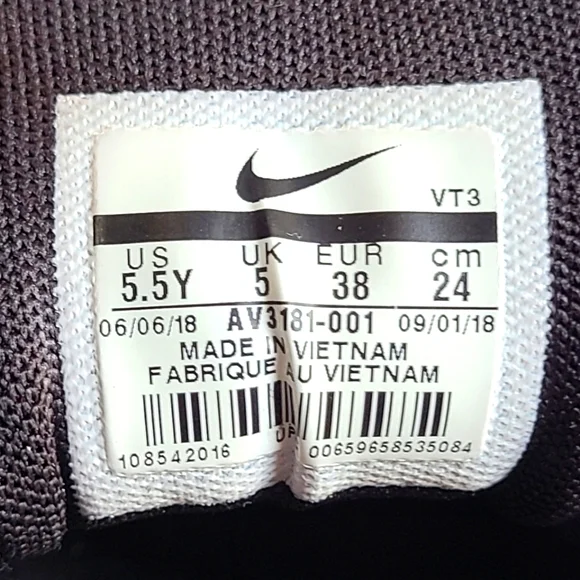 VT3
US UK EUR cm
5.5Y 5 38 24
06/06/18 AV3181-001 09/01/18
MADE IN VIETNAM
FABRIQUE AU VIETNAM
108542016 00659658535084